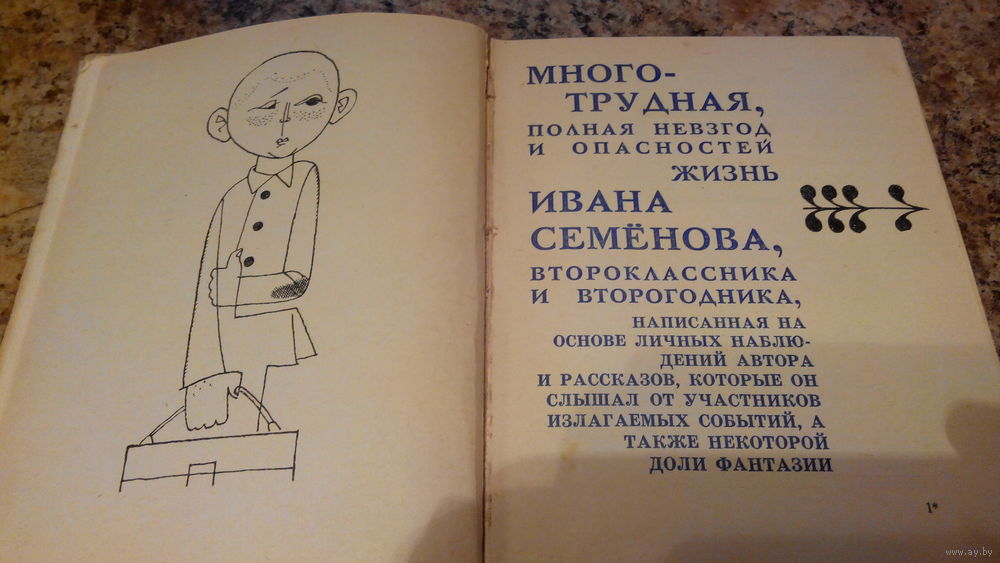 МНОГО-
ТРУДНАЯ,
ПОЛНАЯ НЕВЗГОД
И ОПАСНОСТЕЙ
ЖИЗНЬ
ИВАНА
СЕМЁНОВА,
ВТОРОКЛАССНИКА
И ВТОРОГОДНИКА,
НАПИСАННАЯ НА
ОСНОВЕ ЛИЧНЫХ НАБЛЮ-
ДЕНИЙ АВТОРА
И РАССКАЗОВ, КОТОРЫЕ ОН
СЛЫШАЛ ОТ УЧАСТНИКОВ
ИЗЛАГАЕМЫХ СОБЫТИЙ, А
ТАКЖЕ НЕКОТОРОЙ
ДОЛИ ФАНТАЗИИ
1*
www.ay.by